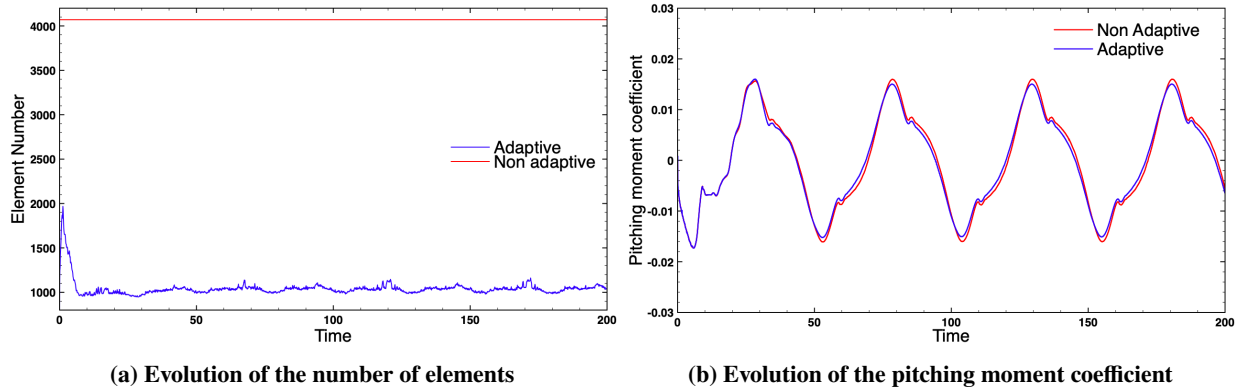 4000
3500
3000
2500
2000
1500
1000
Element Number
0
50
100
150
200
Time
Adaptive
Non adaptive
(a) Evolution of the number of elements
0.03
0.02
0.01
0
-0.01
-0.02
-0.03
Pitching moment coefficient
0
50
100
150
200
Time
Non Adaptive
Adaptive
(b) Evolution of the pitching moment coefficient